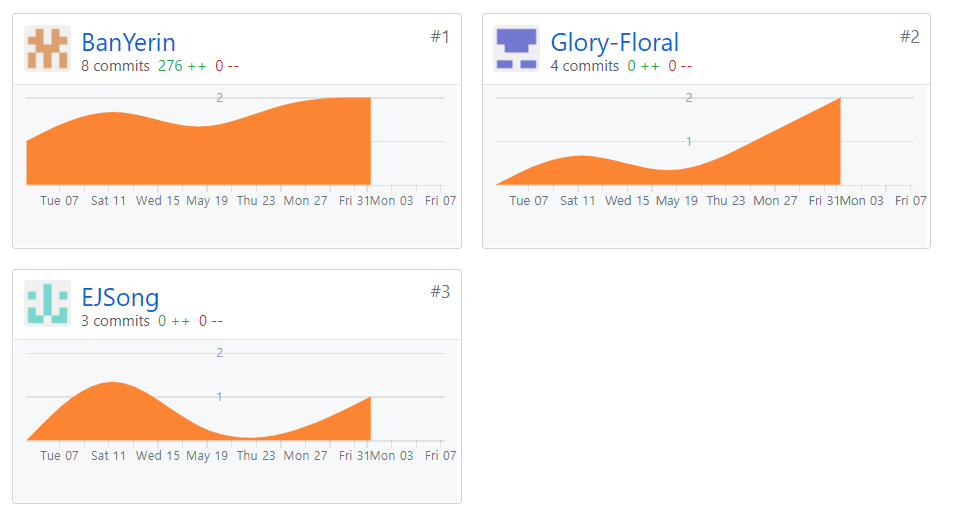 BanYerin #1
8 commits 276 ++ 0 --
2
Tue 07 Sat 11 Wed 15 May 19 Thu 23 Mon 27 Fri 31 Mon 03 Fri 07
Glory-Floral #2
4 commits 0 ++ 0 --
2
1
Tue 07 Sat 11 Wed 15 May 19 Thu 23 Mon 27 Fri 31 Mon 03 Fri 07
EJSong #3
3 commits 0 ++ 0 --
2
1
Tue 07 Sat 11 Wed 15 May 19 Thu 23 Mon 27 Fri 31 Mon 03 Fri 07